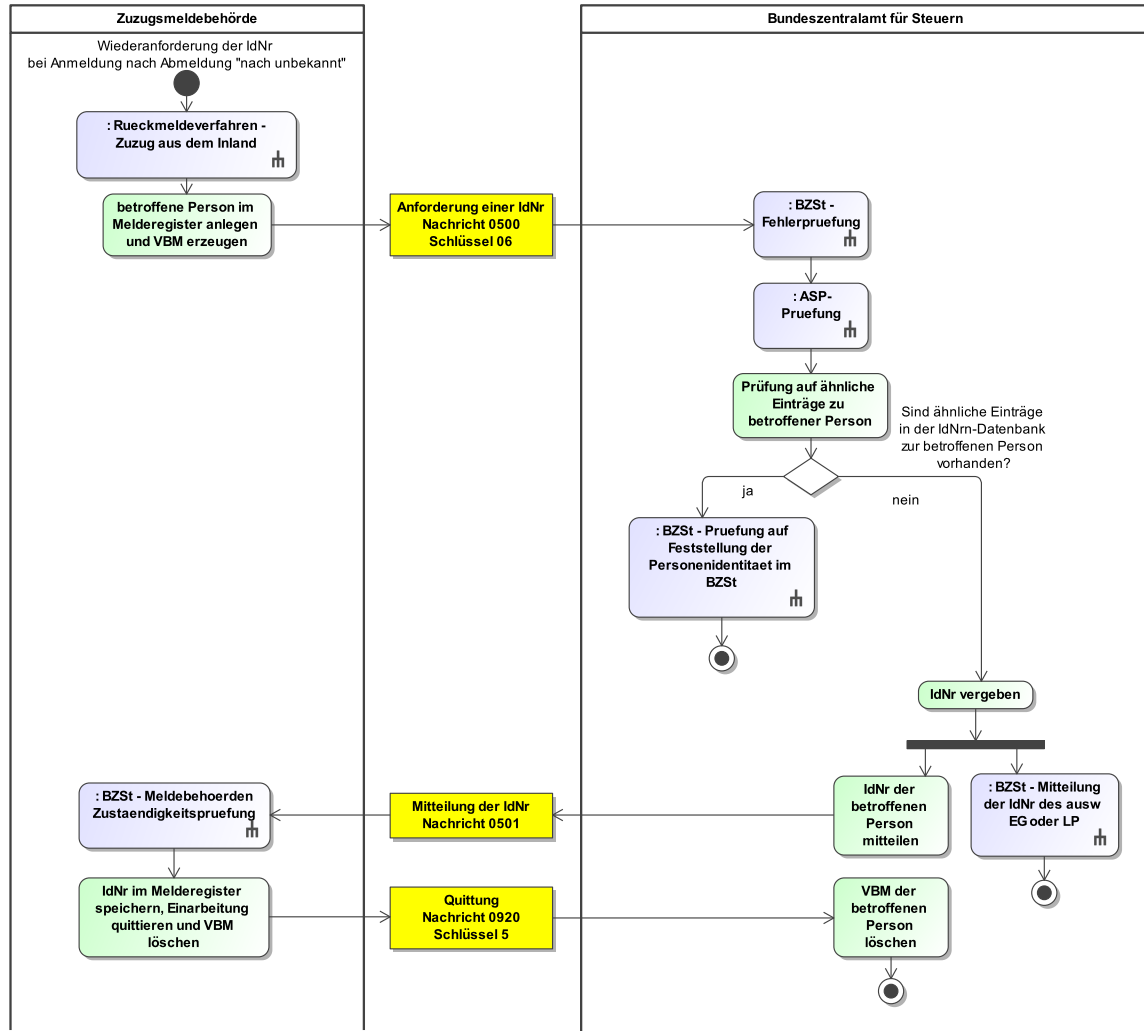 Zuzugsmeldebehörde
Bundeszentralamt für Steuern
Wiederanforderung der IdNr
bei Anmeldung nach Abmeldung "nach unbekannt"
: Rueckmeldeverfahren -
Zuzug aus dem Inland
betroffene Person im
Melderegister anlegen
und VBM erzeugen
Anforderung einer IdNr
Nachricht 0500
Schlüssel 06
: BZSt -
Fehlerpruefung
: ASP-
Pruefung
Prüfung auf ähnliche
Einträge zu
betroffener Person
Sind ähnliche Einträge
in der IdNrn-Datenbank
zur betroffenen Person
vorhanden?
ja
nein
: BZSt - Pruefung auf
Feststellung der
Personenidentitaet im
BZSt
IdNr vergeben
: BZSt - Meldebehoerden
Zustaendigkeitspruefung
Mitteilung der IdNr
Nachricht 0501
IdNr der
betroffenen
Person
mitteilen
: BZSt - Mitteilung
der IdNr des ausw
EG oder LP
IdNr im Melderegister
speichern, Einarbeitung
quittieren und VBM
löschen
Quittung
Nachricht 0920
Schlüssel 5
VBM der
betroffenen
Person
löschen